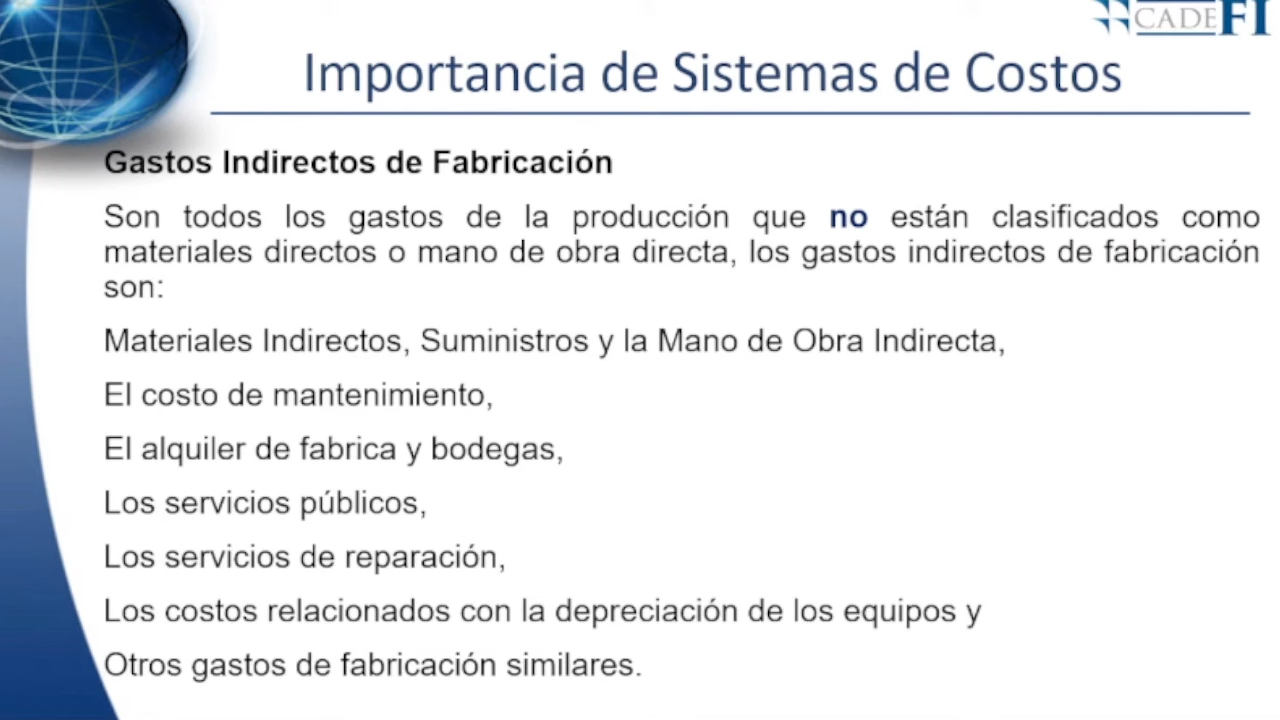 CADEFI
Importancia de Sistemas de Costos
Gastos Indirectos de Fabricación
Son todos los gastos de la producción que no están clasificados como
materiales directos o mano de obra directa, los gastos indirectos de fabricación
son:
Materiales Indirectos, Suministros y la Mano de Obra Indirecta,
El costo de mantenimiento,
El alquiler de fabrica y bodegas,
Los servicios públicos,
Los servicios de reparación,
Los costos relacionados con la depreciación de los equipos y
Otros gastos de fabricación similares.